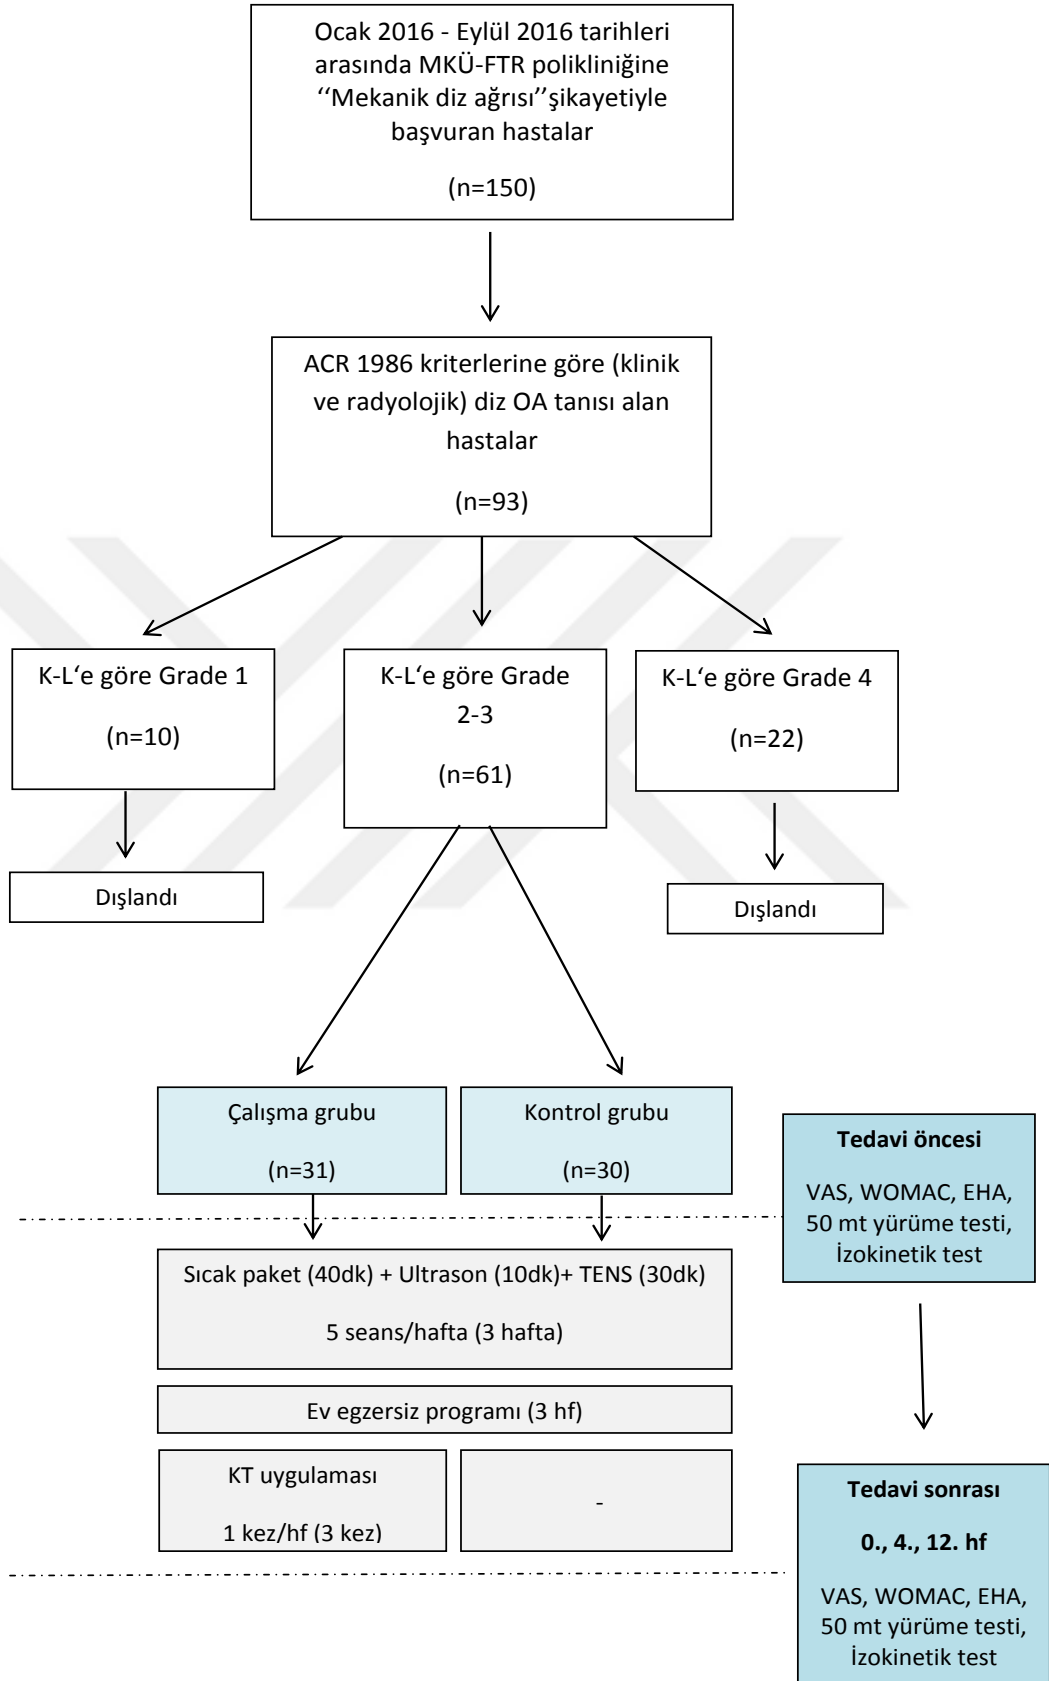 Ocak 2016 - Eylül 2016 tarihleri
arasında MKÜ-FTR polikliniğine
‘‘Mekanik diz ağrısı’’şikayetiyle
başvuran hastalar
(n=150)
ACR 1986 kriterlerine göre (klinik
ve radyolojik) diz OA tanısı alan
hastalar
(n=93)
K-L‘e göre Grade 1
(n=10)
K-L‘e göre Grade
2-3
(n=61)
K-L‘e göre Grade 4
(n=22)
Dışlandı
Dışlandı
Çalışma grubu
(n=31)
Kontrol grubu
(n=30)
Tedavi öncesi
VAS, WOMAC, EHA,
50 mt yürüme testi,
İzokinetik test
Sıcak paket (40dk) + Ultrason (10dk)+ TENS (30dk)
5 seans/hafta (3 hafta)
Ev egzersiz programı (3 hf)
KT uygulaması
1 kez/hf (3 kez)
-
Tedavi sonrası
0., 4., 12. hf
VAS, WOMAC, EHA,
50 mt yürüme testi,
İzokinetik test